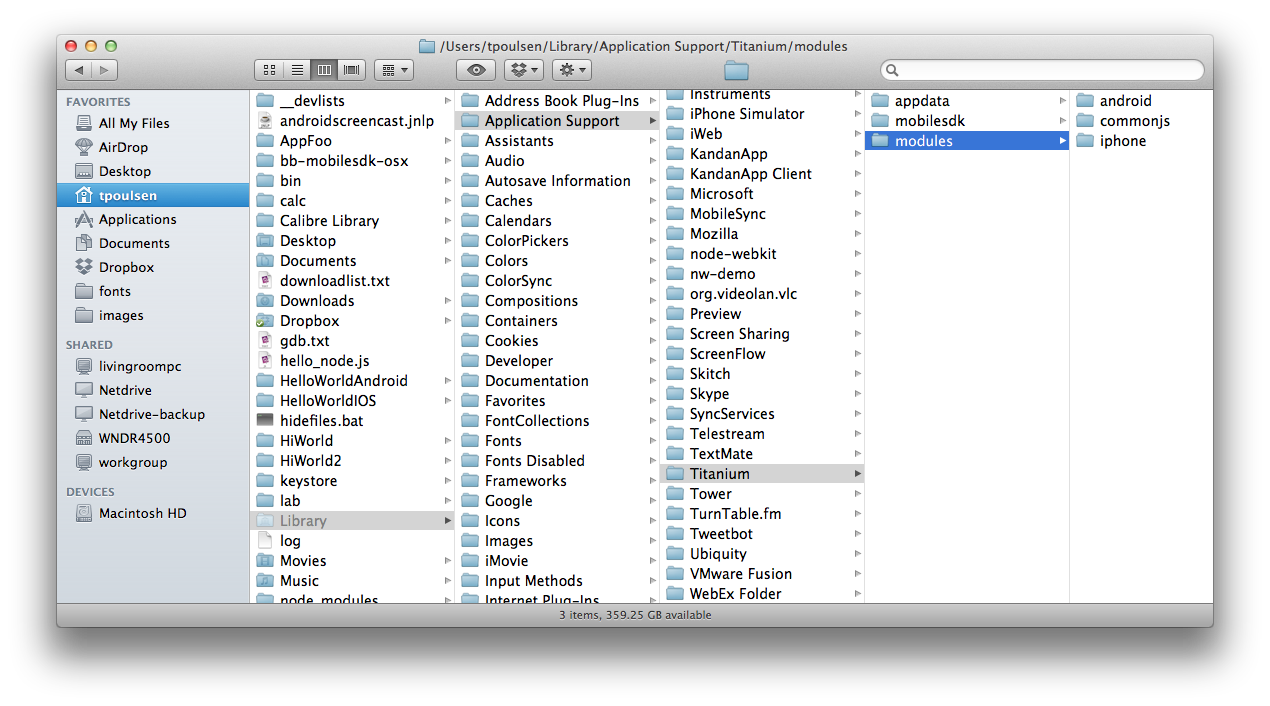 /Users/tpoulsen/Library/Application Support/Titanium/modules
FAVORITES
All My Files
AirDrop
Desktop
tpoulsen
Applications
Documents
Dropbox
fonts
images
SHARED
livingroompc
Netdrive
Netdrive-backup
WNDR4500
workgroup
DEVICES
Macintosh HD
__devlists
androidscreencast.jnlp
AppFoo
bb-mobilesdk-osx
bin
calc
Calibre Library
Desktop
Documents
downloadlist.txt
Downloads
Dropbox
gdb.txt
hello_node.js
HelloWorldAndroid
HelloWorldIOS
hidefiles.bat
HiWorld
HiWorld2
keystore
lab
Library
log
Movies
Music
node_modules
Address Book Plug-Ins
Application Support
Assistants
Audio
Autosave Information
Caches
Calendars
ColorPickers
Colors
ColorSync
Compositions
Containers
Cookies
Developer
Documentation
Favorites
FontCollections
Fonts
Fonts Disabled
Frameworks
Google
Icons
Images
iMovie
Input Methods
Internet Plug-Ins
Instruments
iPhone Simulator
iWeb
KandanApp
KandanApp Client
Microsoft
MobileSync
Mozilla
node-webkit
nw-demo
org.videolan.vlc
Preview
Screen Sharing
ScreenFlow
Skitch
Skype
SyncServices
Telestream
TextMate
Titanium
Tower
TurnTable.fm
Tweetbot
Ubiquity
VMware Fusion
WebEx Folder
appdata
mobilesdk
modules
android
commonjs
iphone
3 items, 359.25 GB available